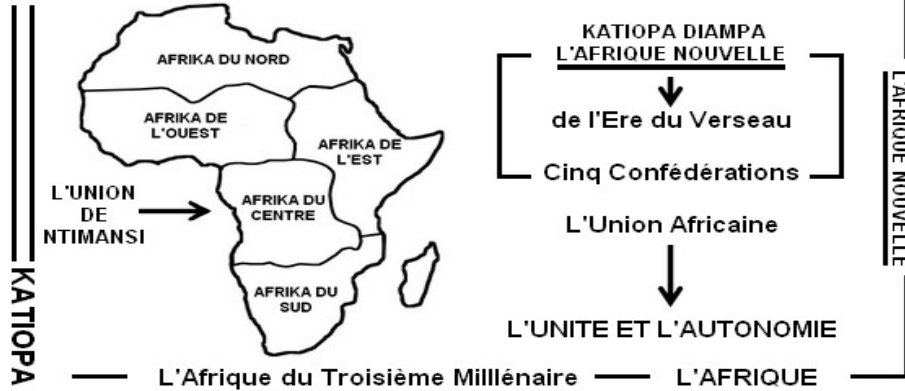 KATIOPA
AFRIKA DU NORD
AFRIKA DE
L'OUEST
AFRIKA DE
L'EST
AFRIKA DU
CENTRE
AFRIKA DU
SUD
L'UNION
DE
NTIMANSI
KATIOPA DIAMPA
L'AFRIQUE NOUVELLE
de l'Ere du Verseau
Cinq Confédérations
L'Union Africaine
L'UNITE ET L'AUTONOMIE
L'AFRIQUE NOUVELLE
L'Afrique du Troisième Milllénaire
L'AFRIQUE